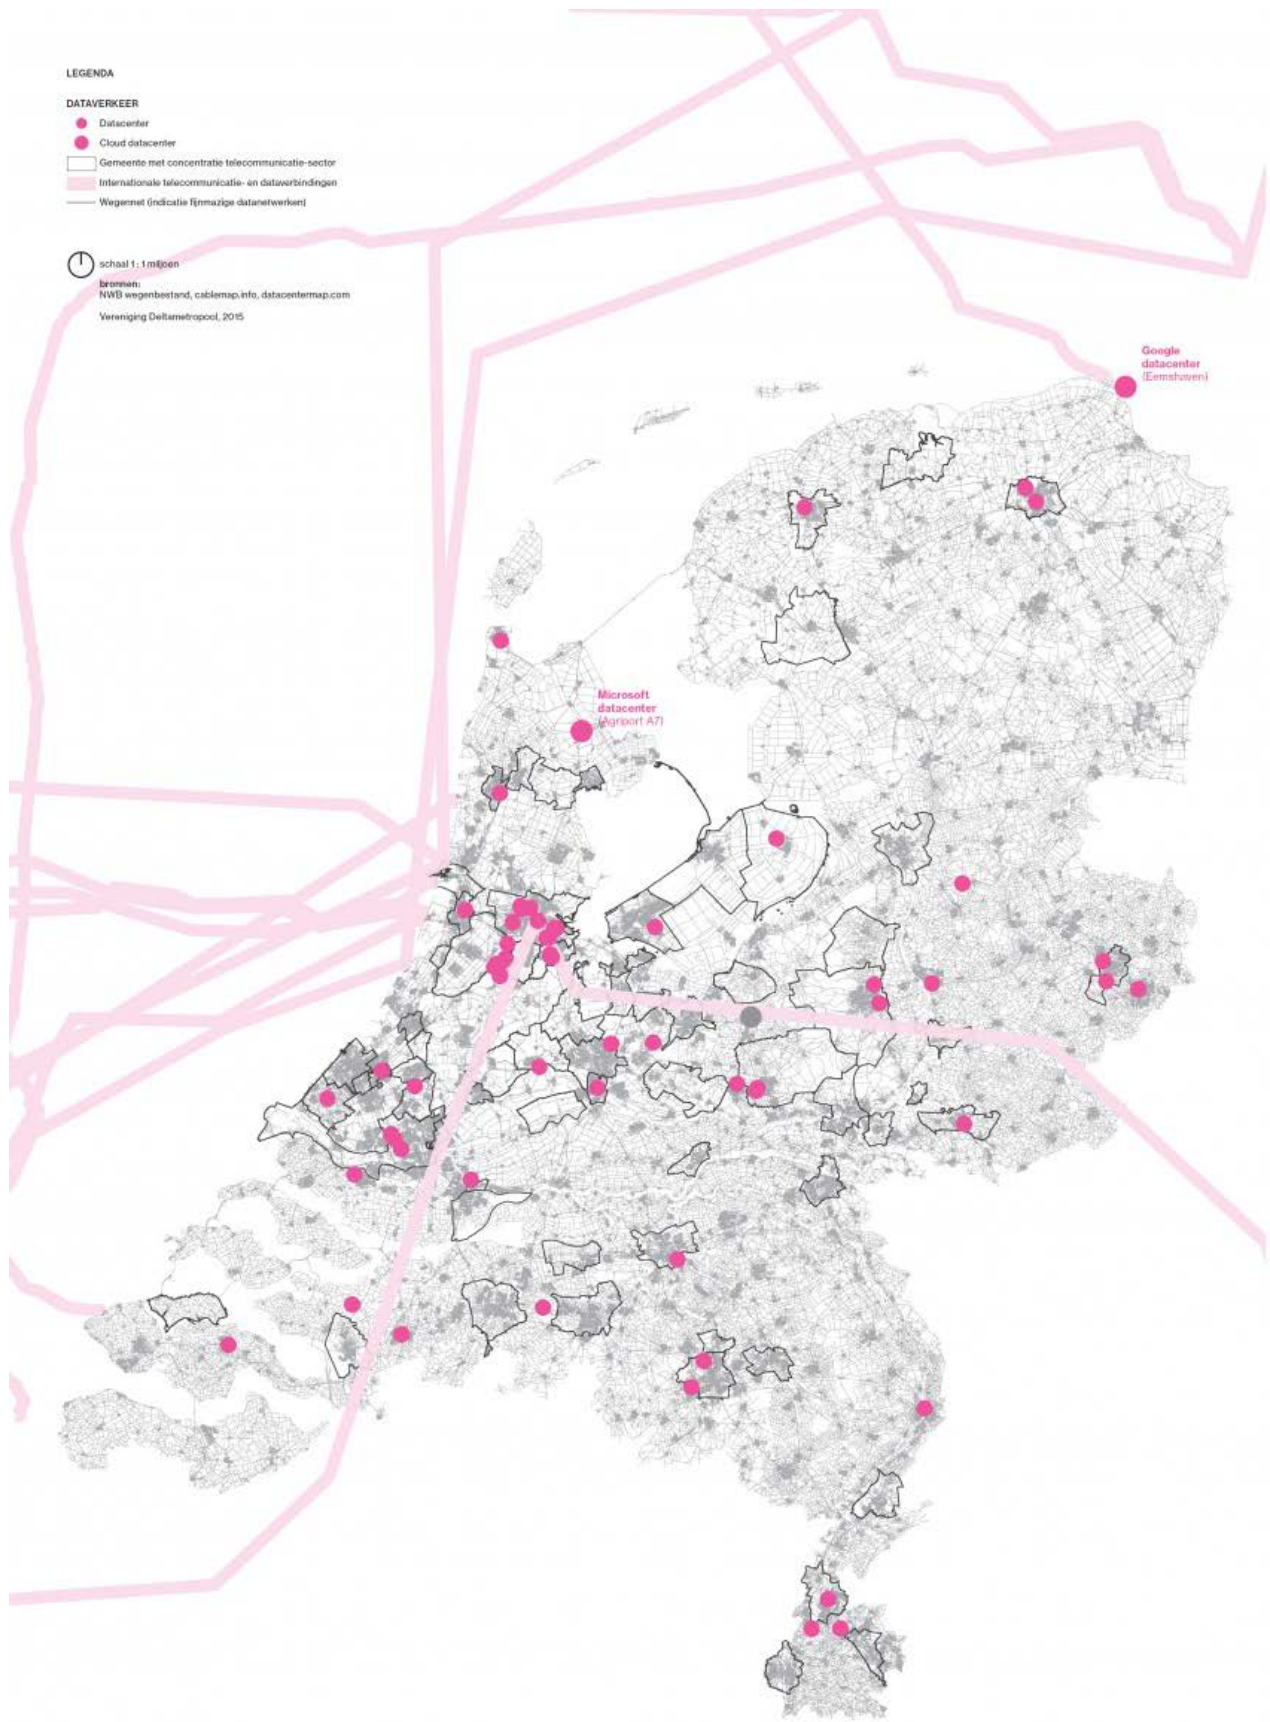 LEGENDA
DATAVERKEER
Datacenter
Cloud datacenter
Gemeente met concentratie telecommunicatie-sector
Internationale telecommunicatie- en dataverbindingen
Wegennet (indicatie fijnmazige datanetwerken)
schaal 1 : 1 miljoen
bronnen:
NWB wegenbestand, cablemap.info, datacentermap.com
Vereniging Deltametropool, 2015
Google
datacenter
(Eemshaven)
Microsoft
datacenter
(Agriport A7)